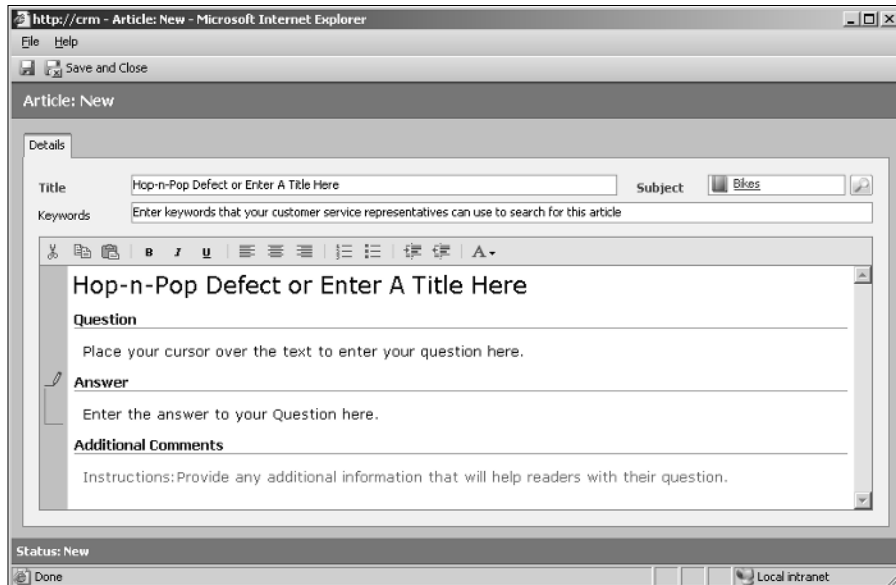 http://crm - Article: New - Microsoft Internet Explorer
File Help
Save and Close
Article: New
Details
Title Hop-n-Pop Defect or Enter A Title Here Subject Bikes
Keywords Enter keywords that your customer service representatives can use to search for this article
B I U A
Hop-n-Pop Defect or Enter A Title Here
Question
Place your cursor over the text to enter your question here.
Answer
Enter the answer to your Question here.
Additional Comments
Instructions:Provide any additional information that will help readers with their question.
Status: New
Done Local intranet